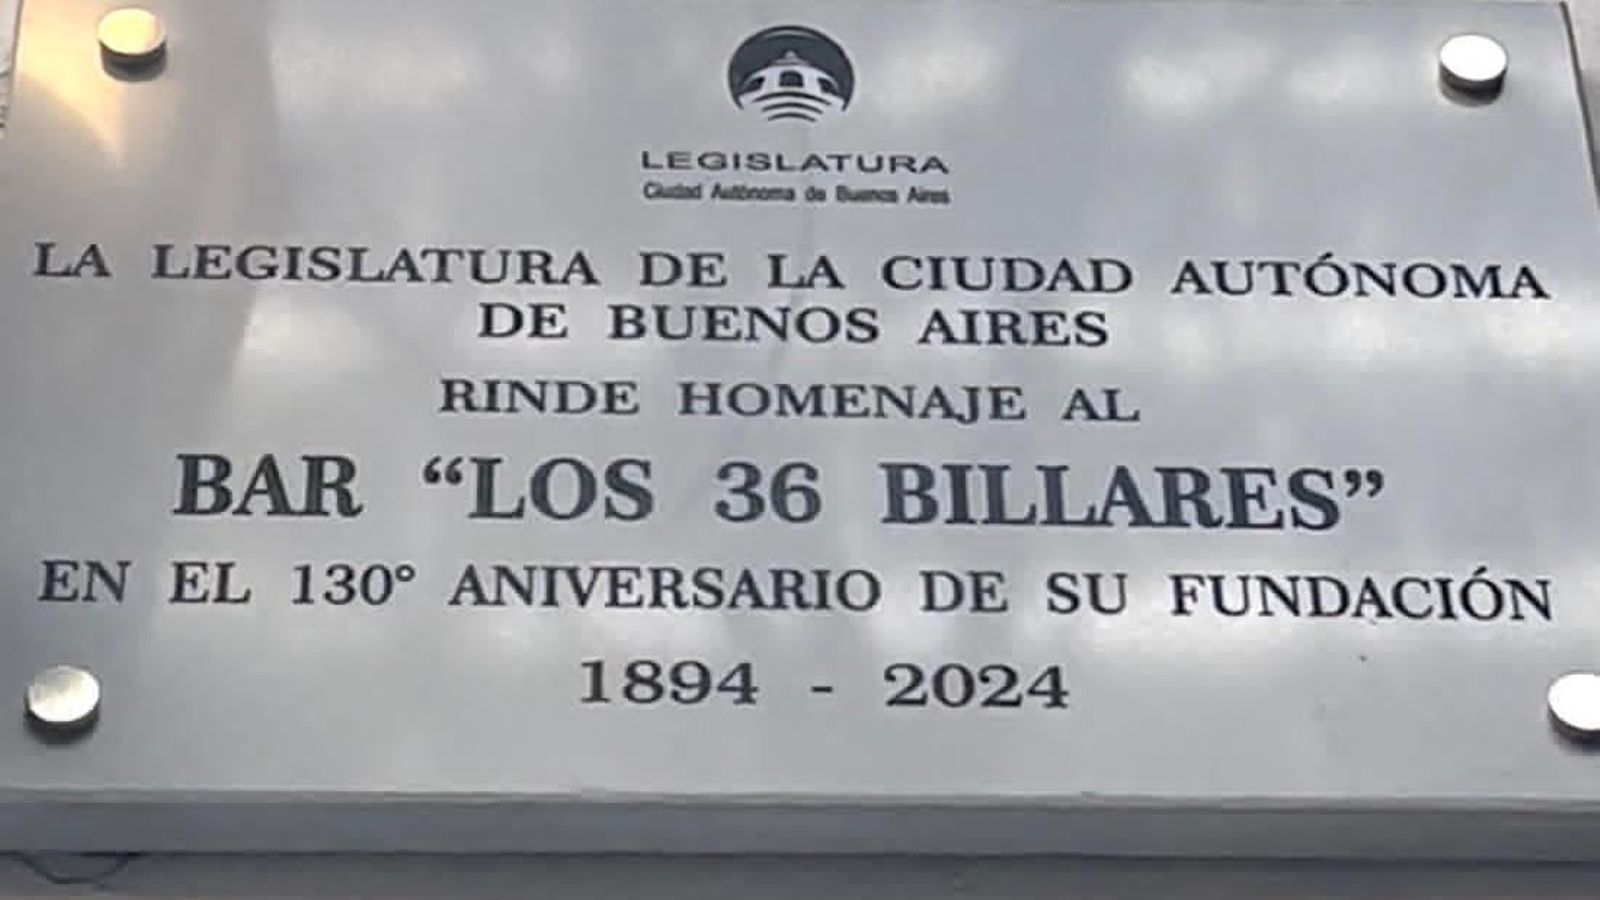 LEGISLATURA
Ciudad Autónoma de Buenos Aires
LA LEGISLATURA DE LA CIUDAD AUTÓNOMA
DE BUENOS AIRES
RINDE HOMENAJE AL
BAR “LOS 36 BILLARES”
EN EL 130° ANIVERSARIO DE SU FUNDACIÓN
1894 - 2024